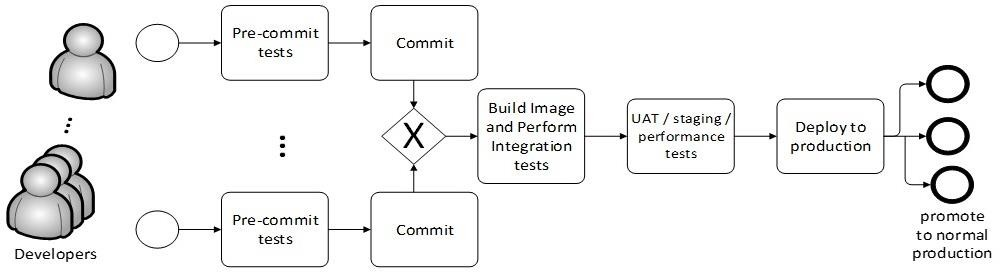 Pre-commit
tests
Commit
X
Build Image
and Perform
Integration
tests
UAT / staging /
performance
tests
Deploy to
production
Pre-commit
tests
Commit
Developers
promote
to normal
production